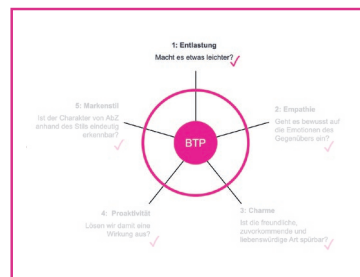 1: Entlastung
Macht es etwas leichter?
5: Markenstil
Ist der Charakter von AbZ
anhand des Stils eindeutig
erkennbar?
2: Empathie
Geht es bewusst auf
die Emotionen des
Gegenübers ein?
BTP
4: Proaktivität
Lösen wir damit eine
Wirkung aus?
3: Charme
Ist die freundliche,
zuvorkommende und
liebenswürdige Art spürbar?